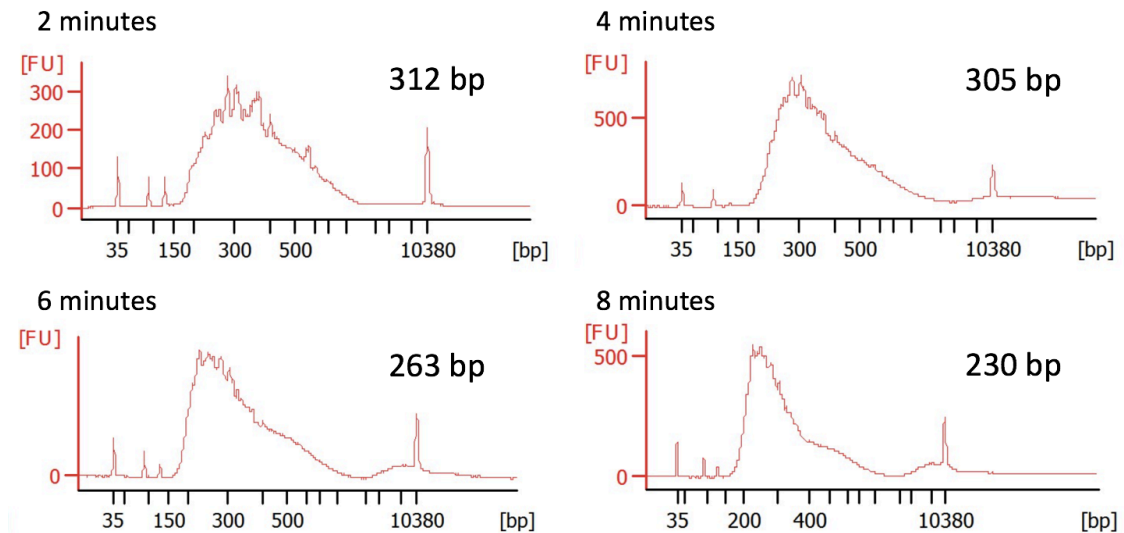 2 minutes
[FU]
312 bp
300
200
100
0
35 150 300 500 10380 [bp]
4 minutes
[FU]
305 bp
500
0
35 150 300 500 10380 [bp]
6 minutes
[FU]
263 bp
0
35 150 300 500 10380 [bp]
8 minutes
[FU]
500
230 bp
0
35 200 400 10380 [bp]